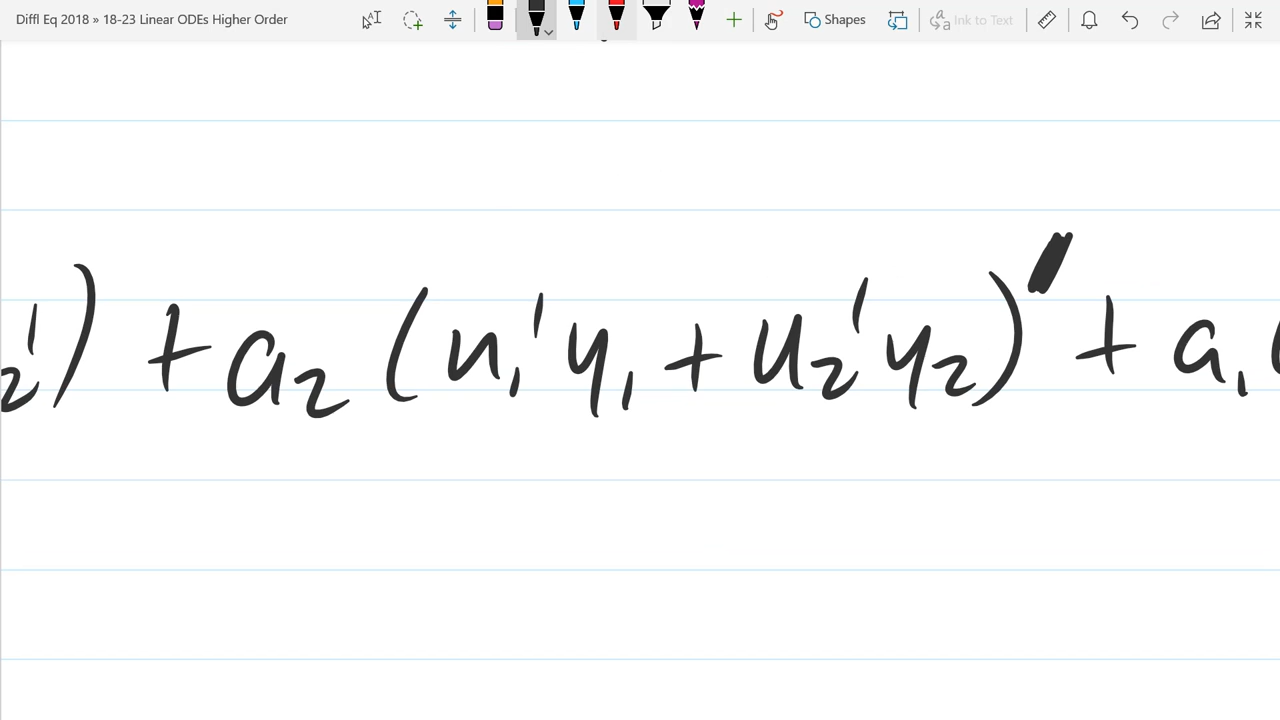 Diffl Eq 2018 » 18-23 Linear ODEs Higher Order Shapes Ink to Text
₂') + a₂ (u₁'y₁ + u₂'y₂)' + a₁